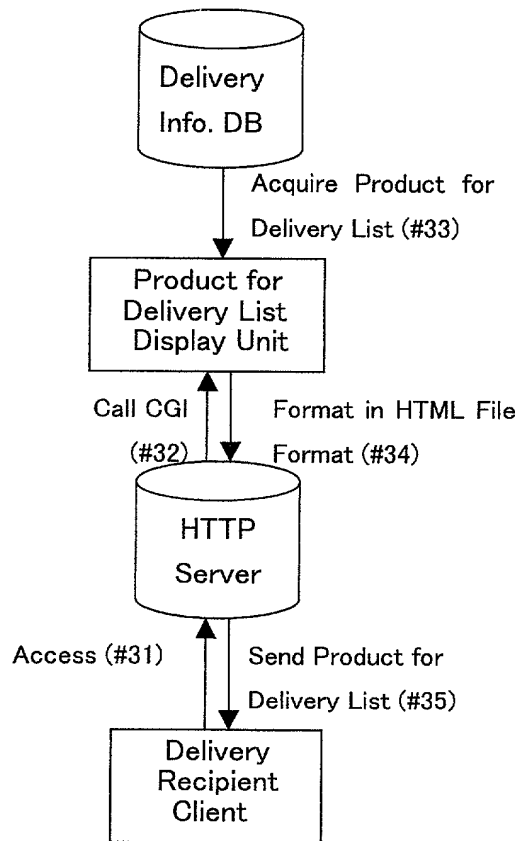 Delivery
Info. DB
Acquire Product for
Delivery List (#33)
Product for
Delivery List
Display Unit
Call CGI
(#32)
Format in HTML File
Format (#34)
HTTP
Server
Access (#31)
Send Product for
Delivery List (#35)
Delivery
Recipient
Client